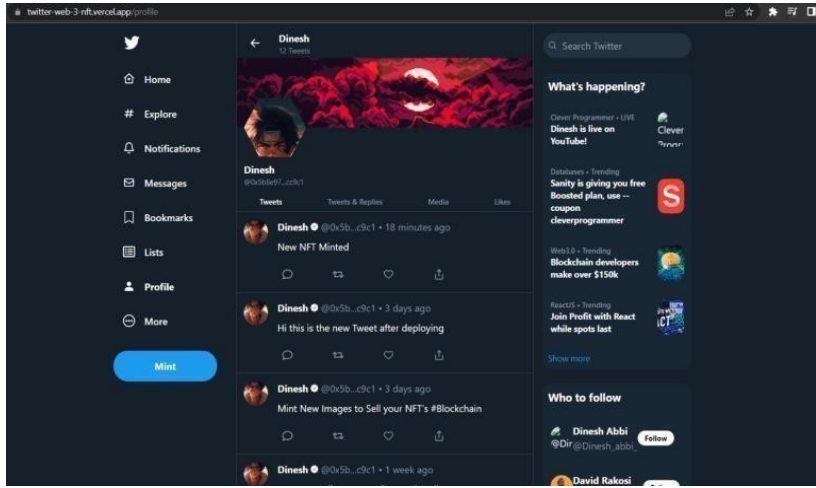 twitter-web-3-nft.vercel.app/profile
Dinesh
12 Tweets
Home
Explore
Notifications
Messages
Bookmarks
Lists
Profile
More
Mint
Dinesh
Tweets
Tweets & Replies
Media
Likes
Dinesh @0x5b...c9c1 • 18 minutes ago
New NFT Minted
Dinesh @0x5b...c9c1 • 3 days ago
Hi this is the new Tweet after deploying
Dinesh @0x5b...c9c1 • 3 days ago
Mint New Images to Sell your NFT's #Blockchain
Dinesh @0x5b...c9c1 • 1 week ago
Search Twitter
What's happening?
Clever Programmer • LIVE
Dinesh is live on
YouTube!
Clever
Databases • Trending
Sanity is giving you free
Boosted plan, use --
coupon
cleverprogrammer
S
Web3.0 • Trending
Blockchain developers
make over $150k
ReactJS • Trending
Join Profit with React
while spots last
Show more
Who to follow
Dinesh Abbi
@Dir@Dinesh_abbi_
Follow
David Rakosi